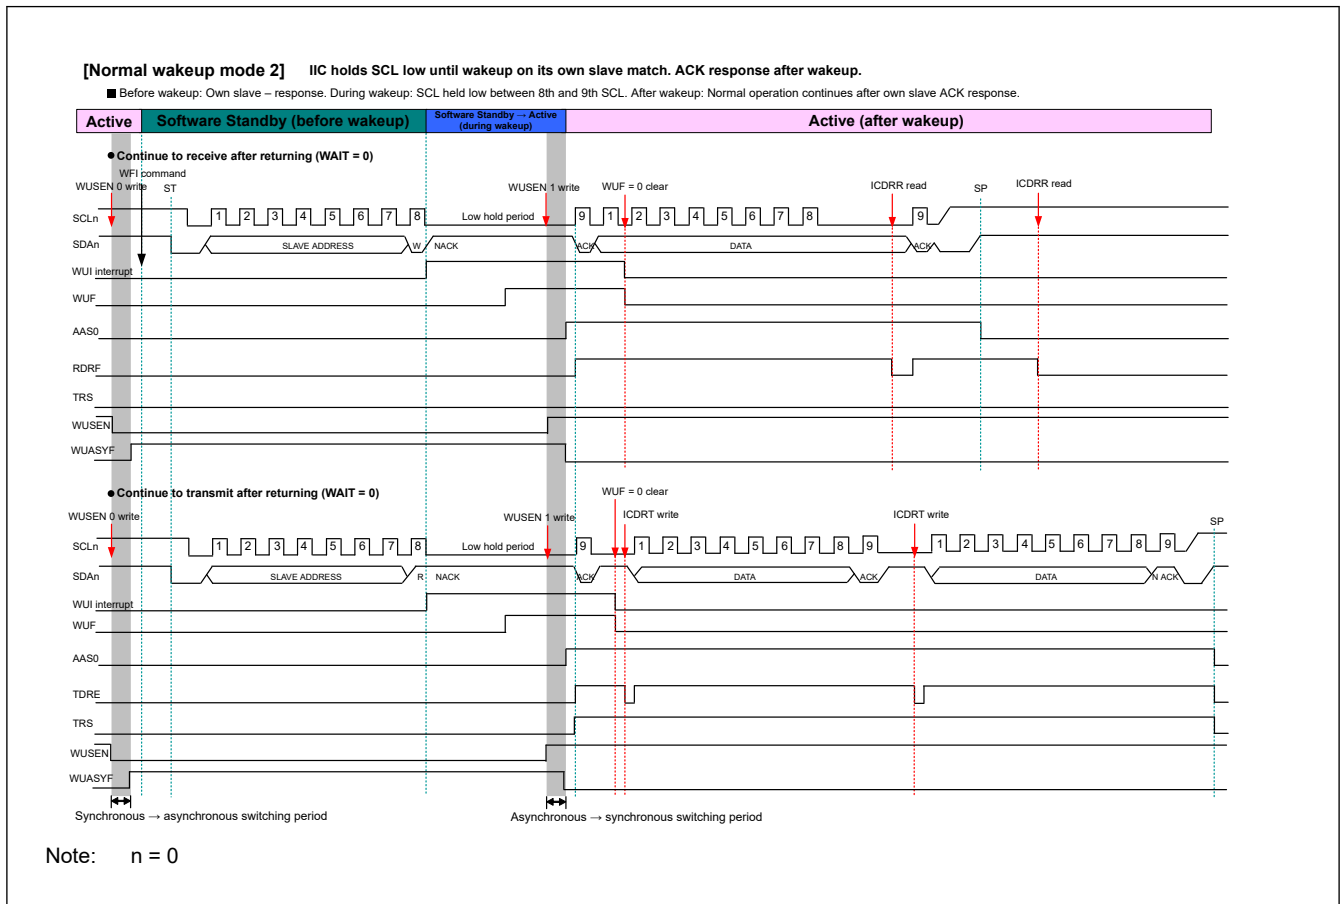 [Normal wakeup mode 2] IIC holds SCL low until wakeup on its own slave match. ACK response after wakeup.
■ Before wakeup: Own slave – response. During wakeup: SCL held low between 8th and 9th SCL. After wakeup: Normal operation continues after own slave ACK response.
Active Software Standby (before wakeup) Software Standby → Active (during wakeup) Active (after wakeup)
● Continue to receive after returning (WAIT = 0)
WFI command
WUSEN 0 write ST WUSEN 1 write WUF = 0 clear ICDRR read SP ICDRR read
SCLn 1 2 3 4 5 6 7 8 Low hold period 9 1 2 3 4 5 6 7 8 9
SDAn SLAVE ADDRESS W NACK ACK DATA ACK
WUI interrupt
WUF
AAS0
RDRF
TRS
WUSEN
WUASYF
● Continue to transmit after returning (WAIT = 0)
WUF = 0 clear
WUSEN 0 write WUSEN 1 write ICDRT write ICDRT write SP
SCLn 1 2 3 4 5 6 7 8 Low hold period 9 1 2 3 4 5 6 7 8 9 1 2 3 4 5 6 7 8 9
SDAn SLAVE ADDRESS R NACK ACK DATA ACK DATA N ACK
WUI interrupt
WUF
AAS0
TDRE
TRS
WUSEN
WUASYF
Synchronous → asynchronous switching period Asynchronous → synchronous switching period
Note: n = 0